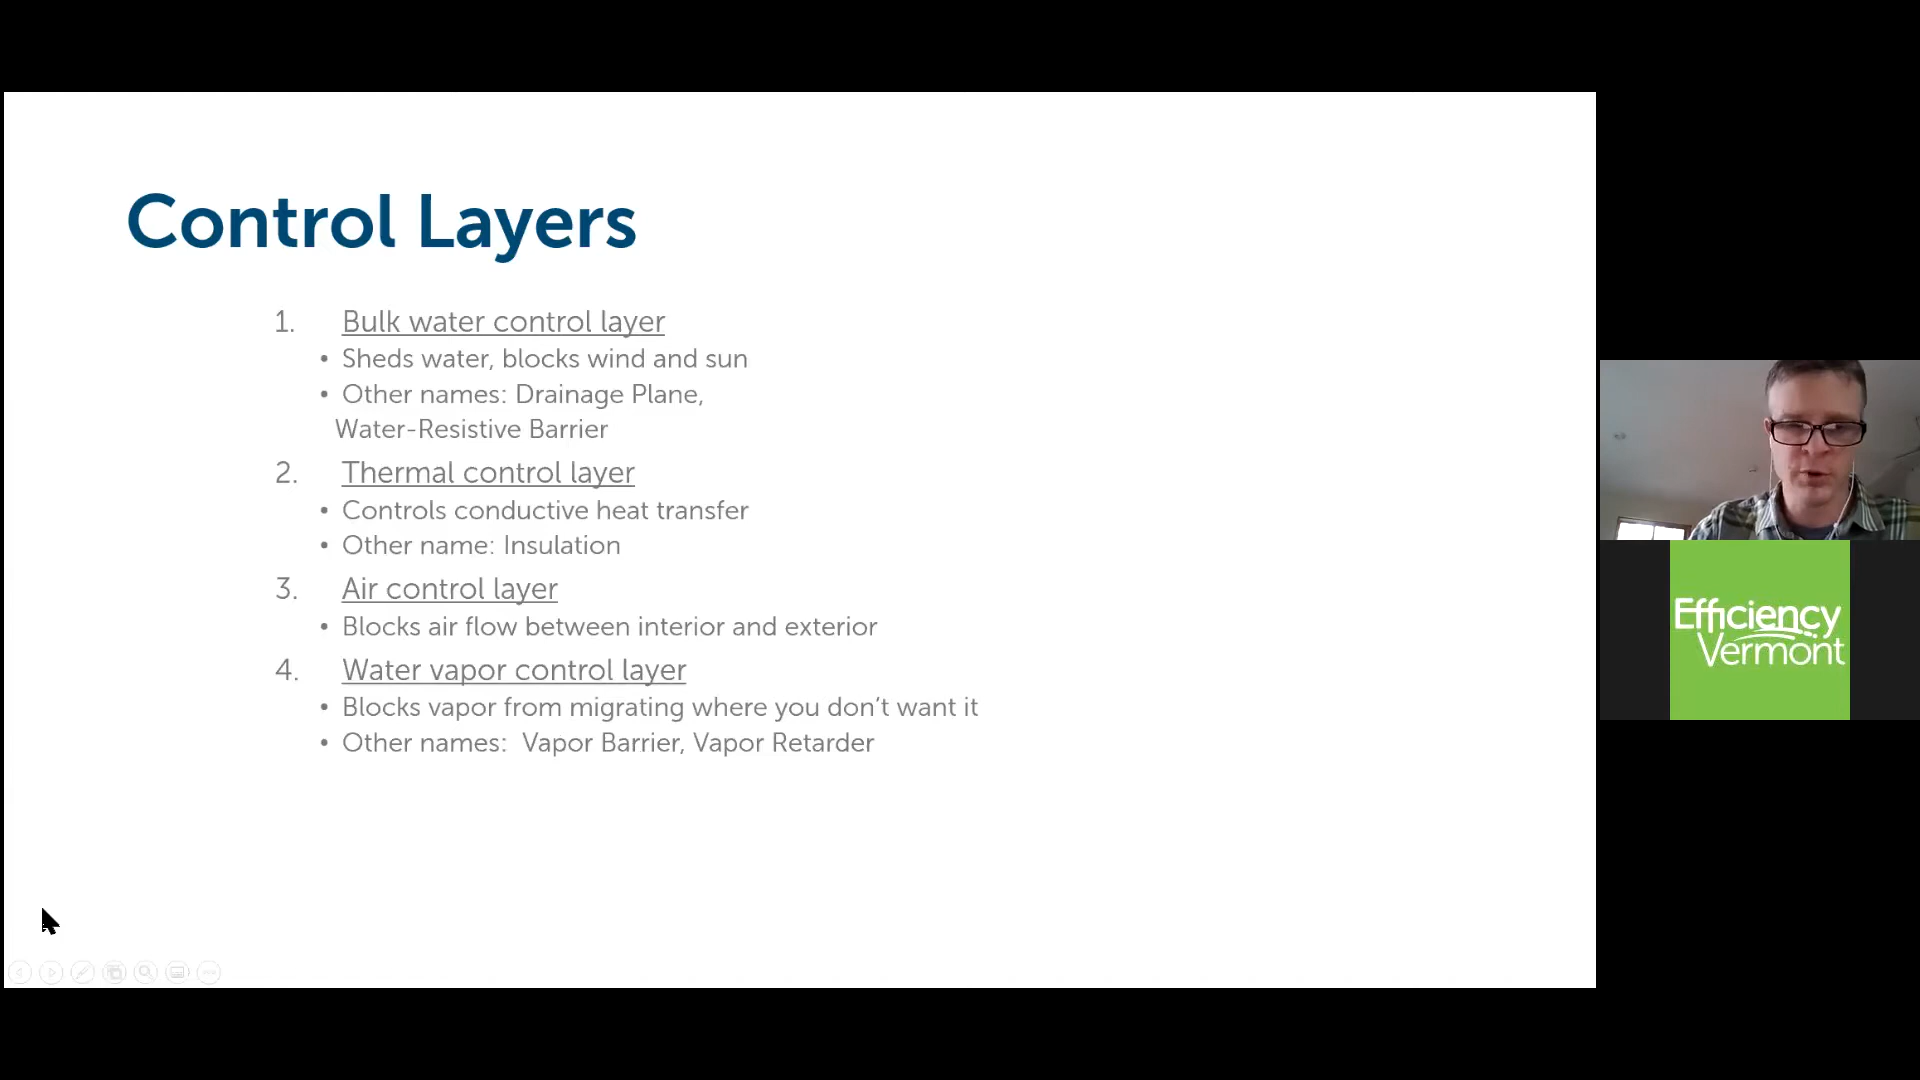 Control Layers
1. Bulk water control layer
• Sheds water, blocks wind and sun
• Other names: Drainage Plane,
Water-Resistive Barrier
2. Thermal control layer
• Controls conductive heat transfer
• Other name: Insulation
3. Air control layer
• Blocks air flow between interior and exterior
4. Water vapor control layer
• Blocks vapor from migrating where you don’t want it
• Other names:  Vapor Barrier, Vapor Retarder
Efficiency
Vermont